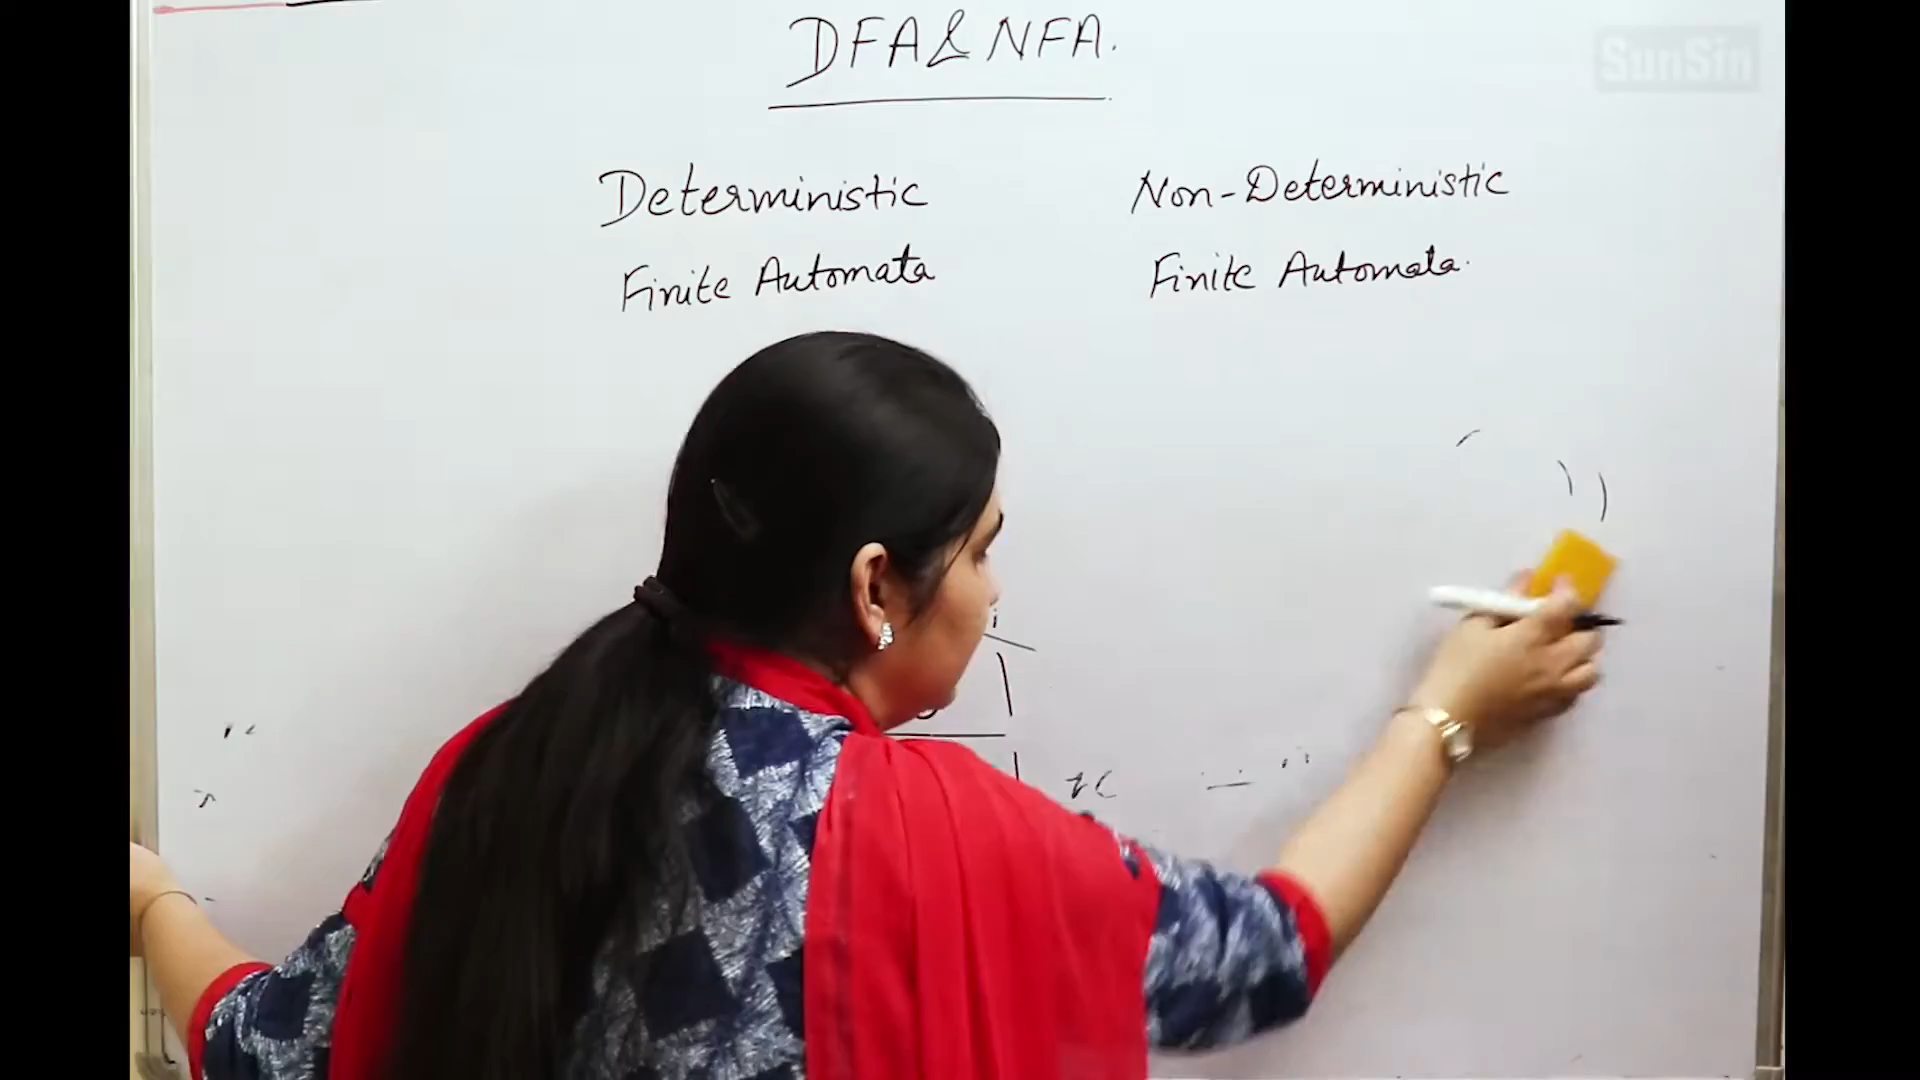 DFA & NFA.
SunSin
Deterministic
Finite Automata
Non-Deterministic
Finite Automata.